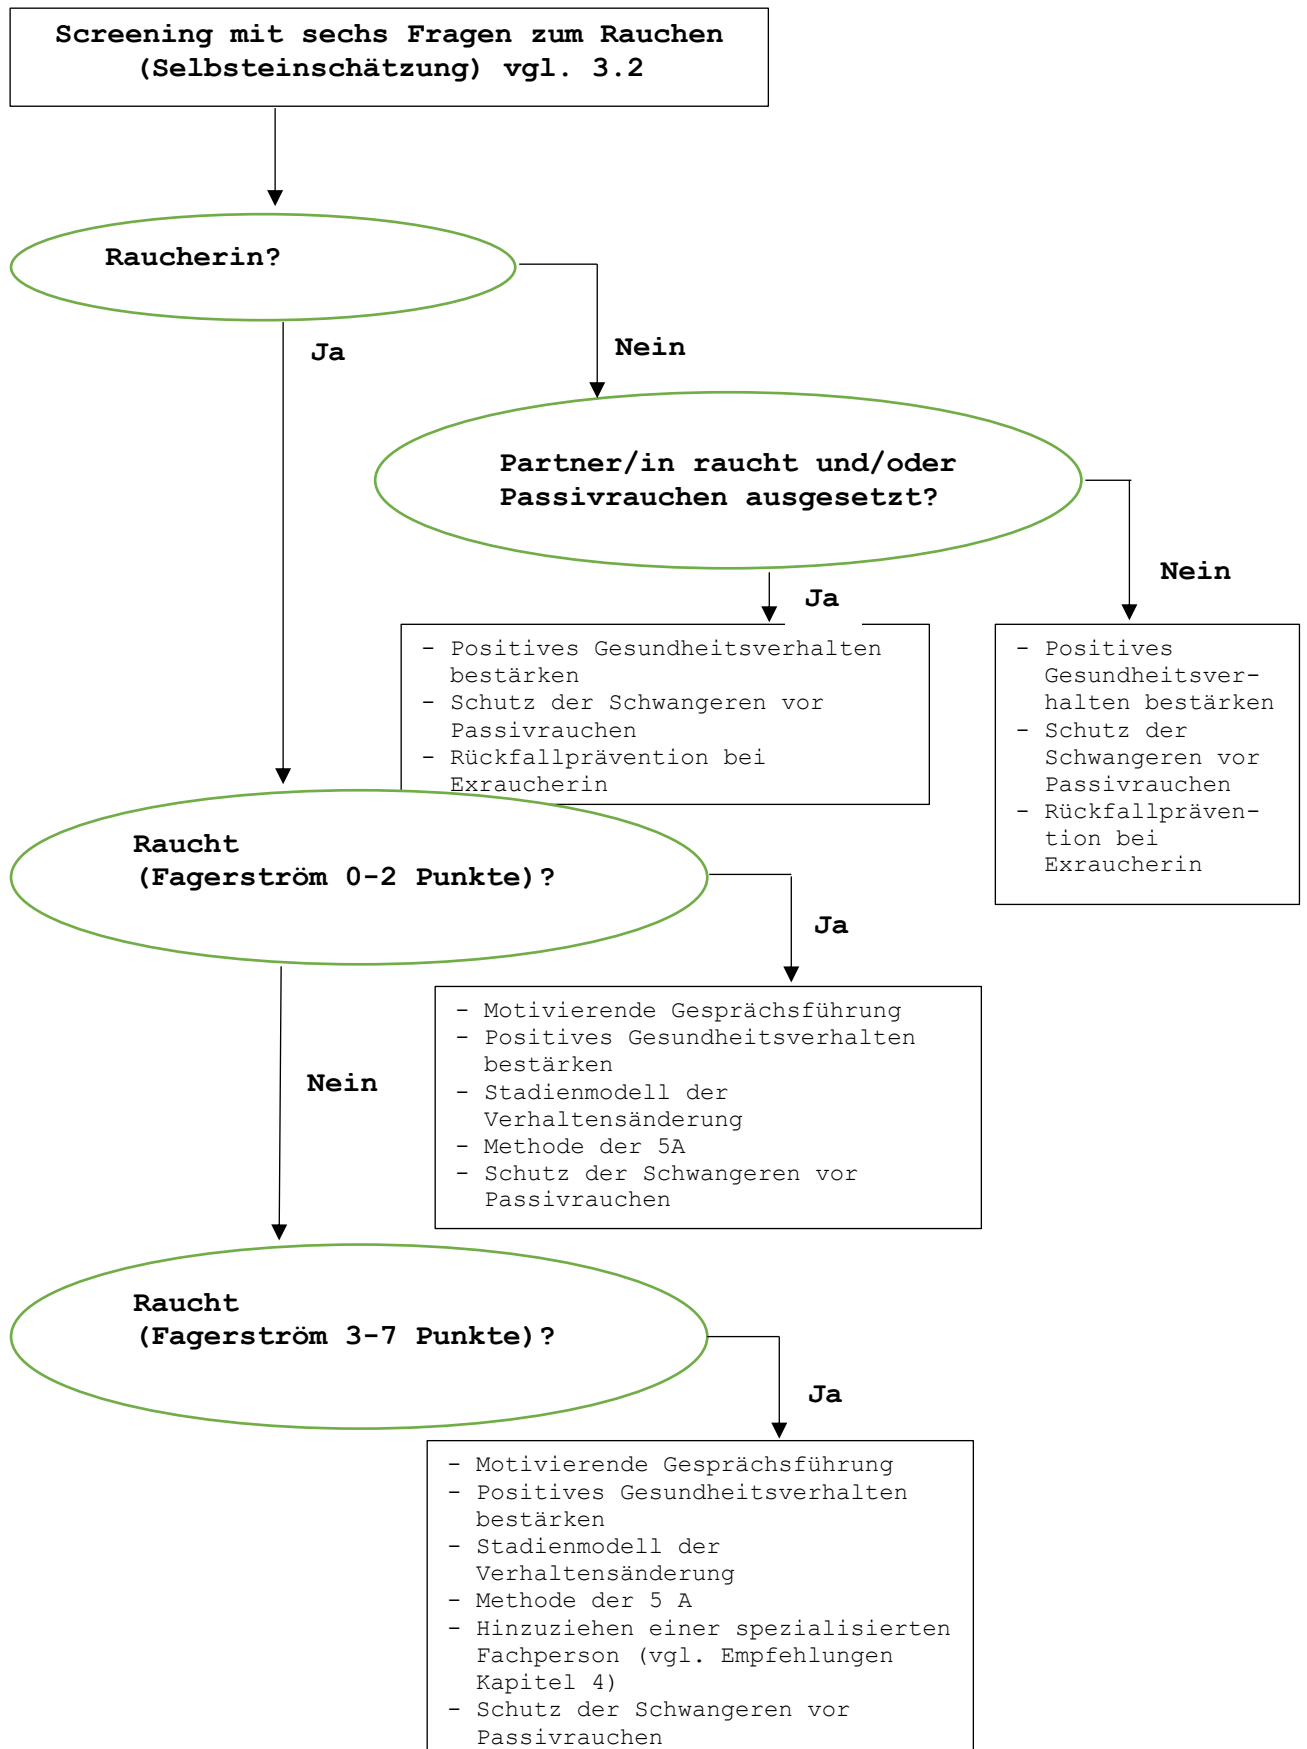 Screening mit sechs Fragen zum Rauchen
(Selbsteinschätzung) vgl. 3.2
Raucherin?
Ja
Nein
Partner/in raucht und/oder
Passivrauchen ausgesetzt?
Ja
Nein
- Positives Gesundheitsverhalten
bestärken
- Schutz der Schwangeren vor
Passivrauchen
- Rückfallprävention bei
Exraucherin
- Positives
Gesundheitsver-
halten bestärken
- Schutz der
Schwangeren vor
Passivrauchen
- Rückfallpräven-
tion bei
Exraucherin
Raucht
(Fagerström 0-2 Punkte)?
Ja
Nein
- Motivierende Gesprächsführung
- Positives Gesundheitsverhalten
bestärken
- Stadienmodell der
Verhaltensänderung
- Methode der 5A
- Schutz der Schwangeren vor
Passivrauchen
Raucht
(Fagerström 3-7 Punkte)?
Ja
- Motivierende Gesprächsführung
- Positives Gesundheitsverhalten
bestärken
- Stadienmodell der
Verhaltensänderung
- Methode der 5 A
- Hinzuziehen einer spezialisierten
Fachperson (vgl. Empfehlungen
Kapitel 4)
- Schutz der Schwangeren vor
Passivrauchen